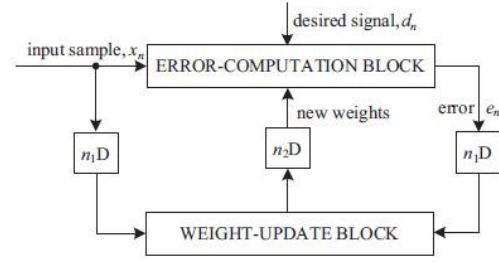 desired signal, dn
input sample, xn
ERROR-COMPUTATION BLOCK
new weights
error en
n1D
n2D
n1D
WEIGHT-UPDATE BLOCK